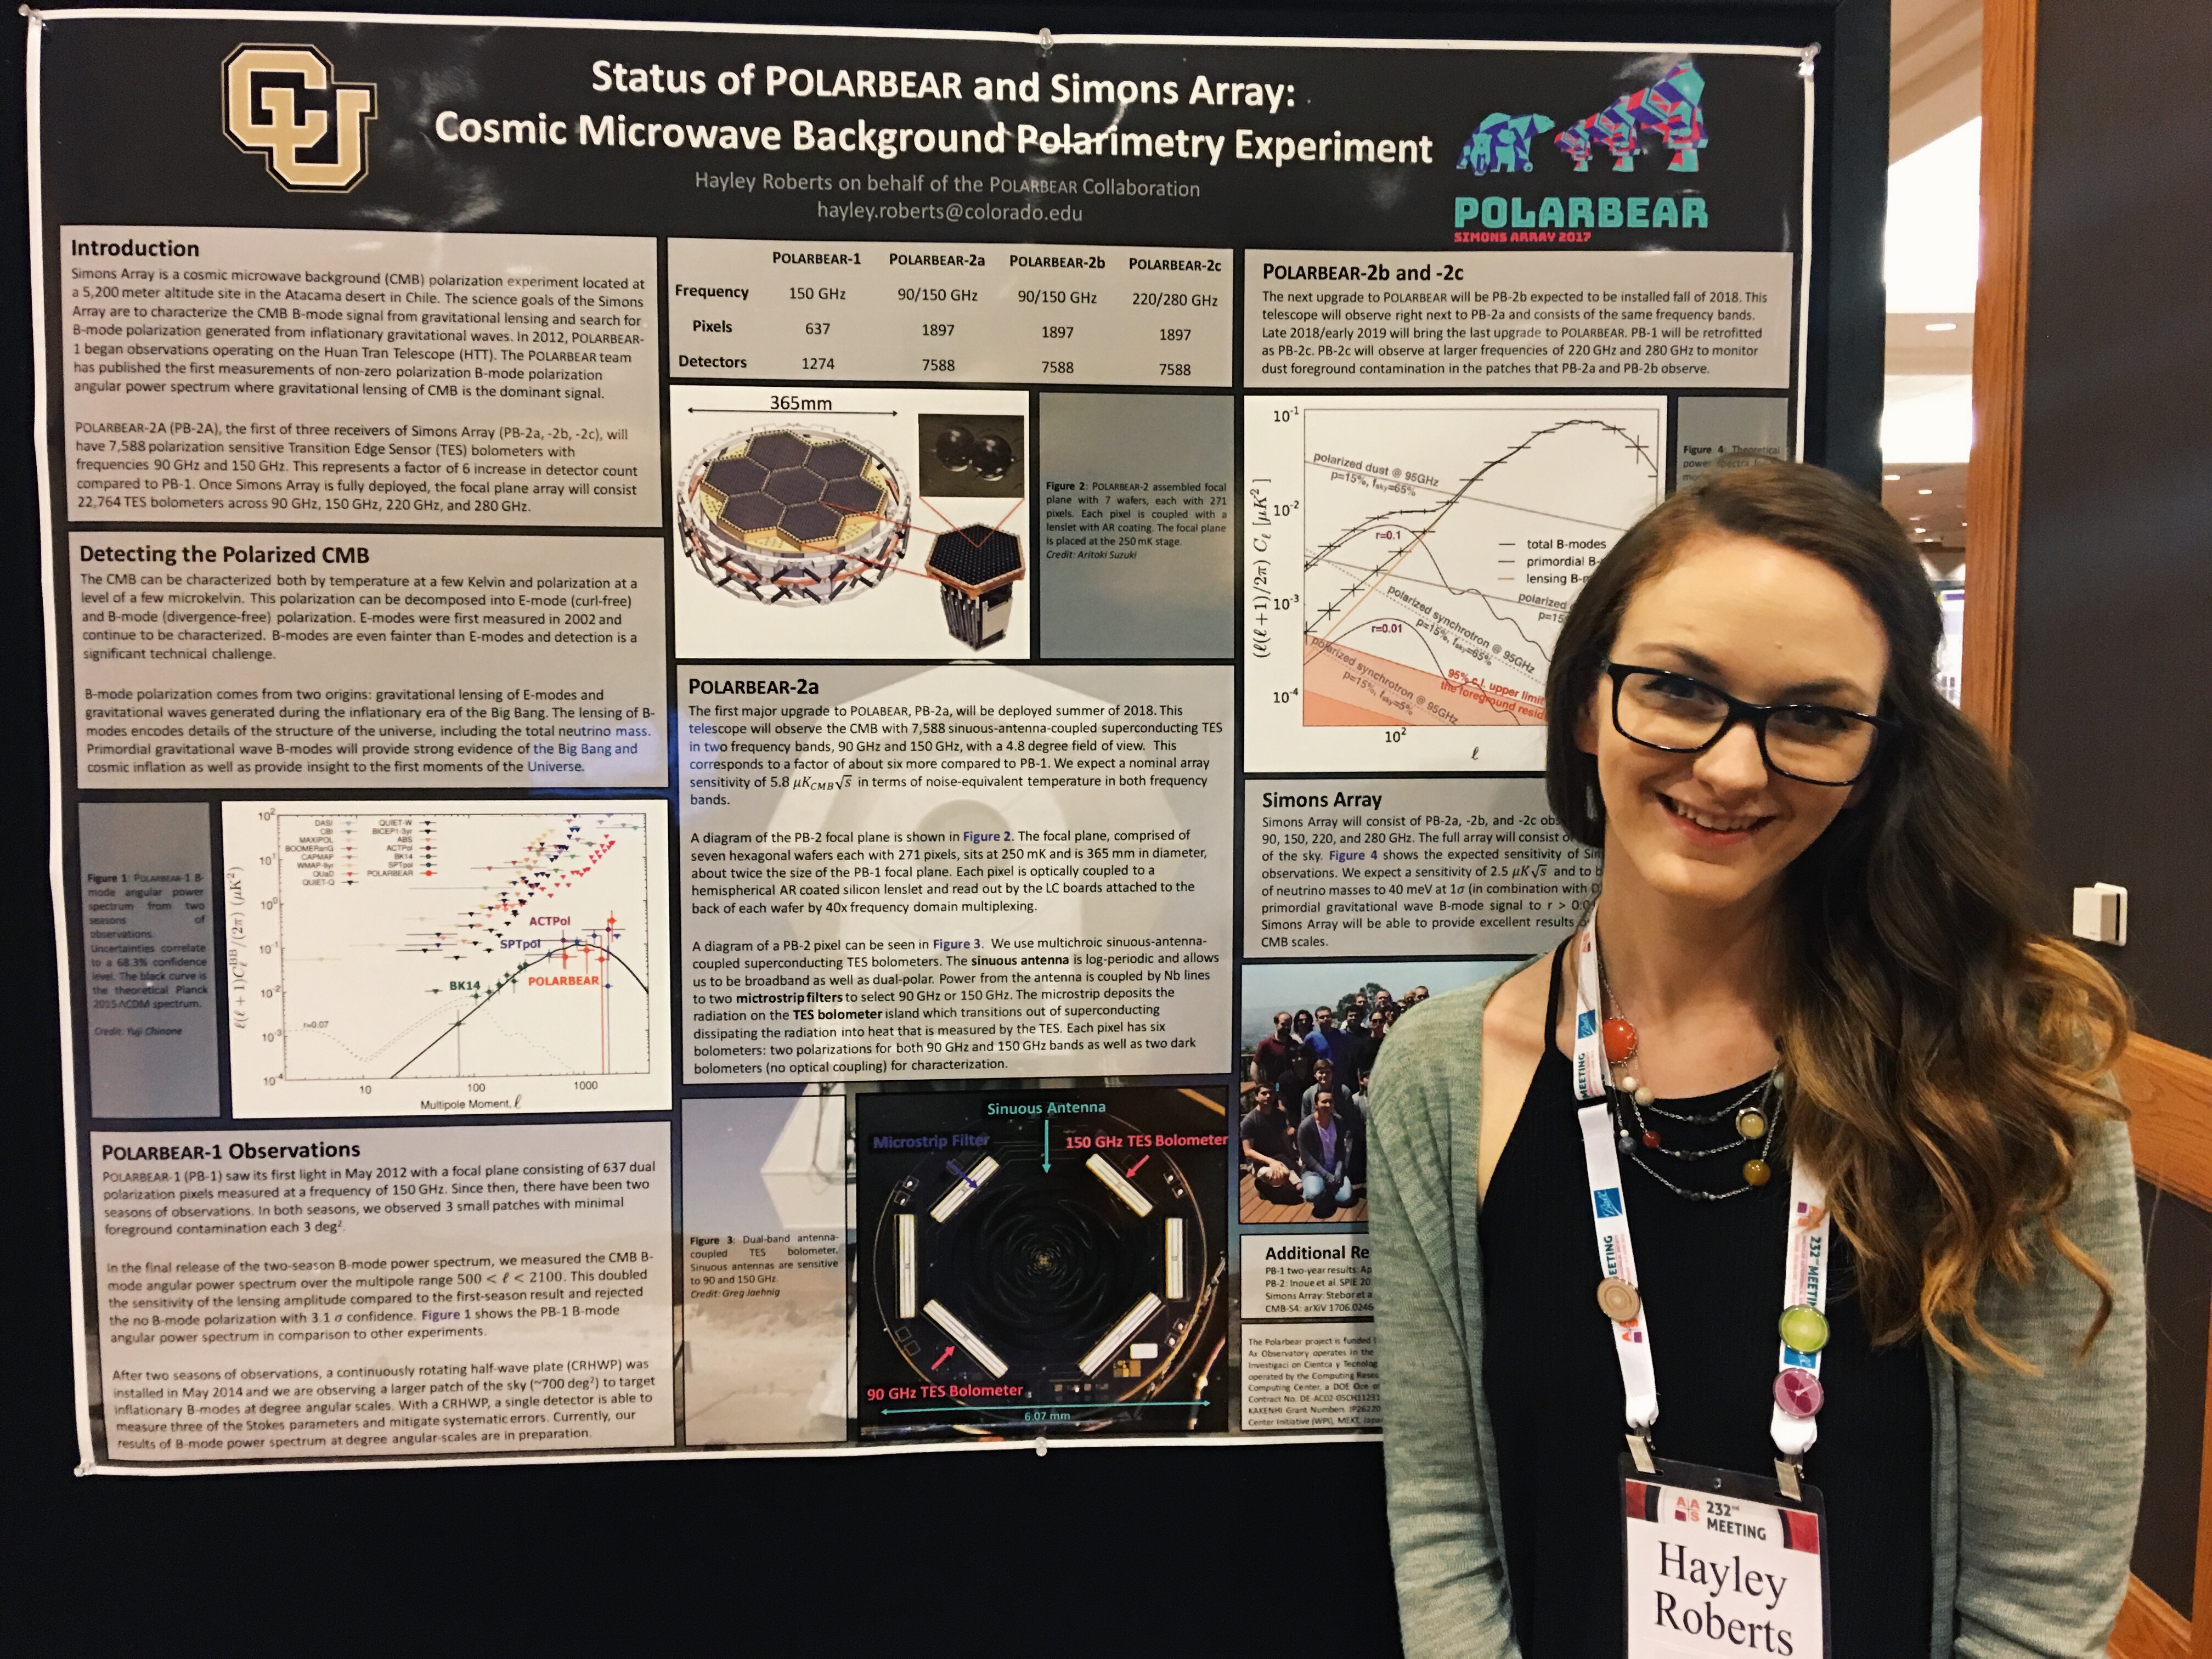 CU
Status of POLARBEAR and Simons Array:
Cosmic Microwave Background Polarimetry Experiment
Hayley Roberts on behalf of the POLARBEAR Collaboration
hayley.roberts@colorado.edu
POLARBEAR
SIMONS ARRAY 2017
Introduction
Simons Array is a cosmic microwave background (CMB) polarization experiment located at
a 5,200 meter altitude site in the Atacama desert in Chile. The science goals of the Simons
Array are to characterize the CMB B-mode signal from gravitational lensing and search for
B-mode polarization generated from inflationary gravitational waves. In 2012, POLARBEAR-
1 began observations operating on the Huan Tran Telescope (HTT). The POLARBEAR team
has published the first measurements of non-zero polarization B-mode polarization
angular power spectrum where gravitational lensing of CMB is the dominant signal.
POLARBEAR-2A (PB-2A), the first of three receivers of Simons Array (PB-2a, -2b, -2c), will
have 7,588 polarization sensitive Transition Edge Sensor (TES) bolometers with
frequencies 90 GHz and 150 GHz. This represents a factor of 6 increase in detector count
compared to PB-1. Once Simons Array is fully deployed, the focal plane array will consist
22,764 TES bolometers across 90 GHz, 150 GHz, 220 GHz, and 280 GHz.
Detecting the Polarized CMB
The CMB can be characterized both by temperature at a few Kelvin and polarization at a
level of a few microkelvin. This polarization can be decomposed into E-mode (curl-free)
and B-mode (divergence-free) polarization. E-modes were first measured in 2002 and
continue to be characterized. B-modes are even fainter than E-modes and detection is a
significant technical challenge.
B-mode polarization comes from two origins: gravitational lensing of E-modes and
gravitational waves generated during the inflationary era of the Big Bang. The lensing of B-
modes encodes details of the structure of the universe, including the total neutrino mass.
Primordial gravitational wave B-modes will provide strong evidence of the Big Bang and
cosmic inflation as well as provide insight to the first moments of the Universe.
Figure 1: POLARBEAR-1 B-
mode angular power
spectrum from two
seasons of
observations.
Uncertainties correlate
to a 68.3% confidence
level. The black curve is
the theoretical Planck
2015 ΛCDM spectrum.
Credit: Yuji Chinone
ℓ(ℓ+1)C_ℓ^BB/(2π) (μK²)
10²
10¹
10⁰
10⁻¹
10⁻²
10⁻³
10⁻⁴
DASI
CBI
MAXIPOL
BOOMERanG
CAPMAP
WMAP-9yr
QUaD
QUIET-Q
QUIET-W
BICEP1-3yr
ABS
ACTPol
BK14
SPTpol
POLARBEAR
ACTPol
SPTpol
POLARBEAR
BK14
r=0.07
10
100
1000
Multipole Moment, ℓ
POLARBEAR-1 Observations
POLARBEAR-1 (PB-1) saw its first light in May 2012 with a focal plane consisting of 637 dual
polarization pixels measured at a frequency of 150 GHz. Since then, there have been two
seasons of observations. In both seasons, we observed 3 small patches with minimal
foreground contamination each 3 deg².
In the final release of the two-season B-mode power spectrum, we measured the CMB B-
mode angular power spectrum over the multipole range 500 < ℓ < 2100. This doubled
the sensitivity of the lensing amplitude compared to the first-season result and rejected
the no B-mode polarization with 3.1 σ confidence. Figure 1 shows the PB-1 B-mode
angular power spectrum in comparison to other experiments.
After two seasons of observations, a continuously rotating half-wave plate (CRHWP) was
installed in May 2014 and we are observing a larger patch of the sky (~700 deg²) to target
inflationary B-modes at degree angular scales. With a CRHWP, a single detector is able to
measure three of the Stokes parameters and mitigate systematic errors. Currently, our
results of B-mode power spectrum at degree angular-scales are in preparation.
POLARBEAR-1 POLARBEAR-2a POLARBEAR-2b POLARBEAR-2c
Frequency 150 GHz 90/150 GHz 90/150 GHz 220/280 GHz
Pixels 637 1897 1897 1897
Detectors 1274 7588 7588 7588
365mm
Figure 2: POLARBEAR-2 assembled focal
plane with 7 wafers, each with 271
pixels. Each pixel is coupled with a
lenslet with AR coating. The focal plane
is placed at the 250 mK stage.
Credit: Aritoki Suzuki
POLARBEAR-2a
The first major upgrade to POLABEAR, PB-2a, will be deployed summer of 2018. This
telescope will observe the CMB with 7,588 sinuous-antenna-coupled superconducting TES
in two frequency bands, 90 GHz and 150 GHz, with a 4.8 degree field of view. This
corresponds to a factor of about six more compared to PB-1. We expect a nominal array
sensitivity of 5.8 μK_CMB√s in terms of noise-equivalent temperature in both frequency
bands.
A diagram of the PB-2 focal plane is shown in Figure 2. The focal plane, comprised of
seven hexagonal wafers each with 271 pixels, sits at 250 mK and is 365 mm in diameter,
about twice the size of the PB-1 focal plane. Each pixel is optically coupled to a
hemispherical AR coated silicon lenslet and read out by the LC boards attached to the
back of each wafer by 40x frequency domain multiplexing.
A diagram of a PB-2 pixel can be seen in Figure 3. We use multichroic sinuous-antenna-
coupled superconducting TES bolometers. The sinuous antenna is log-periodic and allows
us to be broadband as well as dual-polar. Power from the antenna is coupled by Nb lines
to two mictrostrip filters to select 90 GHz or 150 GHz. The microstrip deposits the
radiation on the TES bolometer island which transitions out of superconducting
dissipating the radiation into heat that is measured by the TES. Each pixel has six
bolometers: two polarizations for both 90 GHz and 150 GHz bands as well as two dark
bolometers (no optical coupling) for characterization.
Figure 3: Dual-band antenna-
coupled TES bolometer.
Sinuous antennas are sensitive
to 90 and 150 GHz.
Credit: Greg Jaehnig
Sinuous Antenna
Microstrip Filter
150 GHz TES Bolometer
90 GHz TES Bolometer
6.07 mm
POLARBEAR-2b and -2c
The next upgrade to POLARBEAR will be PB-2b expected to be installed fall of 2018. This
telescope will observe right next to PB-2a and consists of the same frequency bands.
Late 2018/early 2019 will bring the last upgrade to POLARBEAR. PB-1 will be retrofitted
as PB-2c. PB-2c will observe at larger frequencies of 220 GHz and 280 GHz to monitor
dust foreground contamination in the patches that PB-2a and PB-2b observe.
(ℓ(ℓ+1)/2π) C_ℓ [μK²]
10⁻¹
10⁻²
10⁻³
10⁻⁴
polarized dust @ 95GHz
p=15%, f_sky=65%
r=0.1
total B-modes
primordial B-
lensing B-
polarized
p=15
polarized synchrotron @ 95GHz
p=15%, f_sky=65%
r=0.01
polarized synchrotron @ 95GHz
p=15%, f_sky=5%
95% c.l. upper limit
the foreground resid
10²
ℓ
Figure 4: Theoretical
power spectra
Simons Array
Simons Array will consist of PB-2a, -2b, and -2c obs
90, 150, 220, and 280 GHz. The full array will consist
of the sky. Figure 4 shows the expected sensitivity of Sim
observations. We expect a sensitivity of 2.5 μK√s and to
of neutrino masses to 40 meV at 1σ (in combination with
primordial gravitational wave B-mode signal to r > 0.0
Simons Array will be able to provide excellent results
CMB scales.
Additional Re
PB-1 two-year results: Ap
PB-2: Inoue et al. SPIE 20
Simons Array: Stebor et a
CMB-S4: arXiV 1706.0246
The Polarbear project is funded
Ax Observatory operates in the
Investigaci on Cientca y Tecnolog
operated by the Computing Reses
Computing Center, a DOE Oce of
Contract No. DE-AC02-05CH11231
KAKENHI Grant Numbers JP26220
Center Initiative (WPI), MEXT, Japan
MEETING
Ball
EETING
232ND MEETIN
AAS
232ND
MEETING
Hayley
Roberts